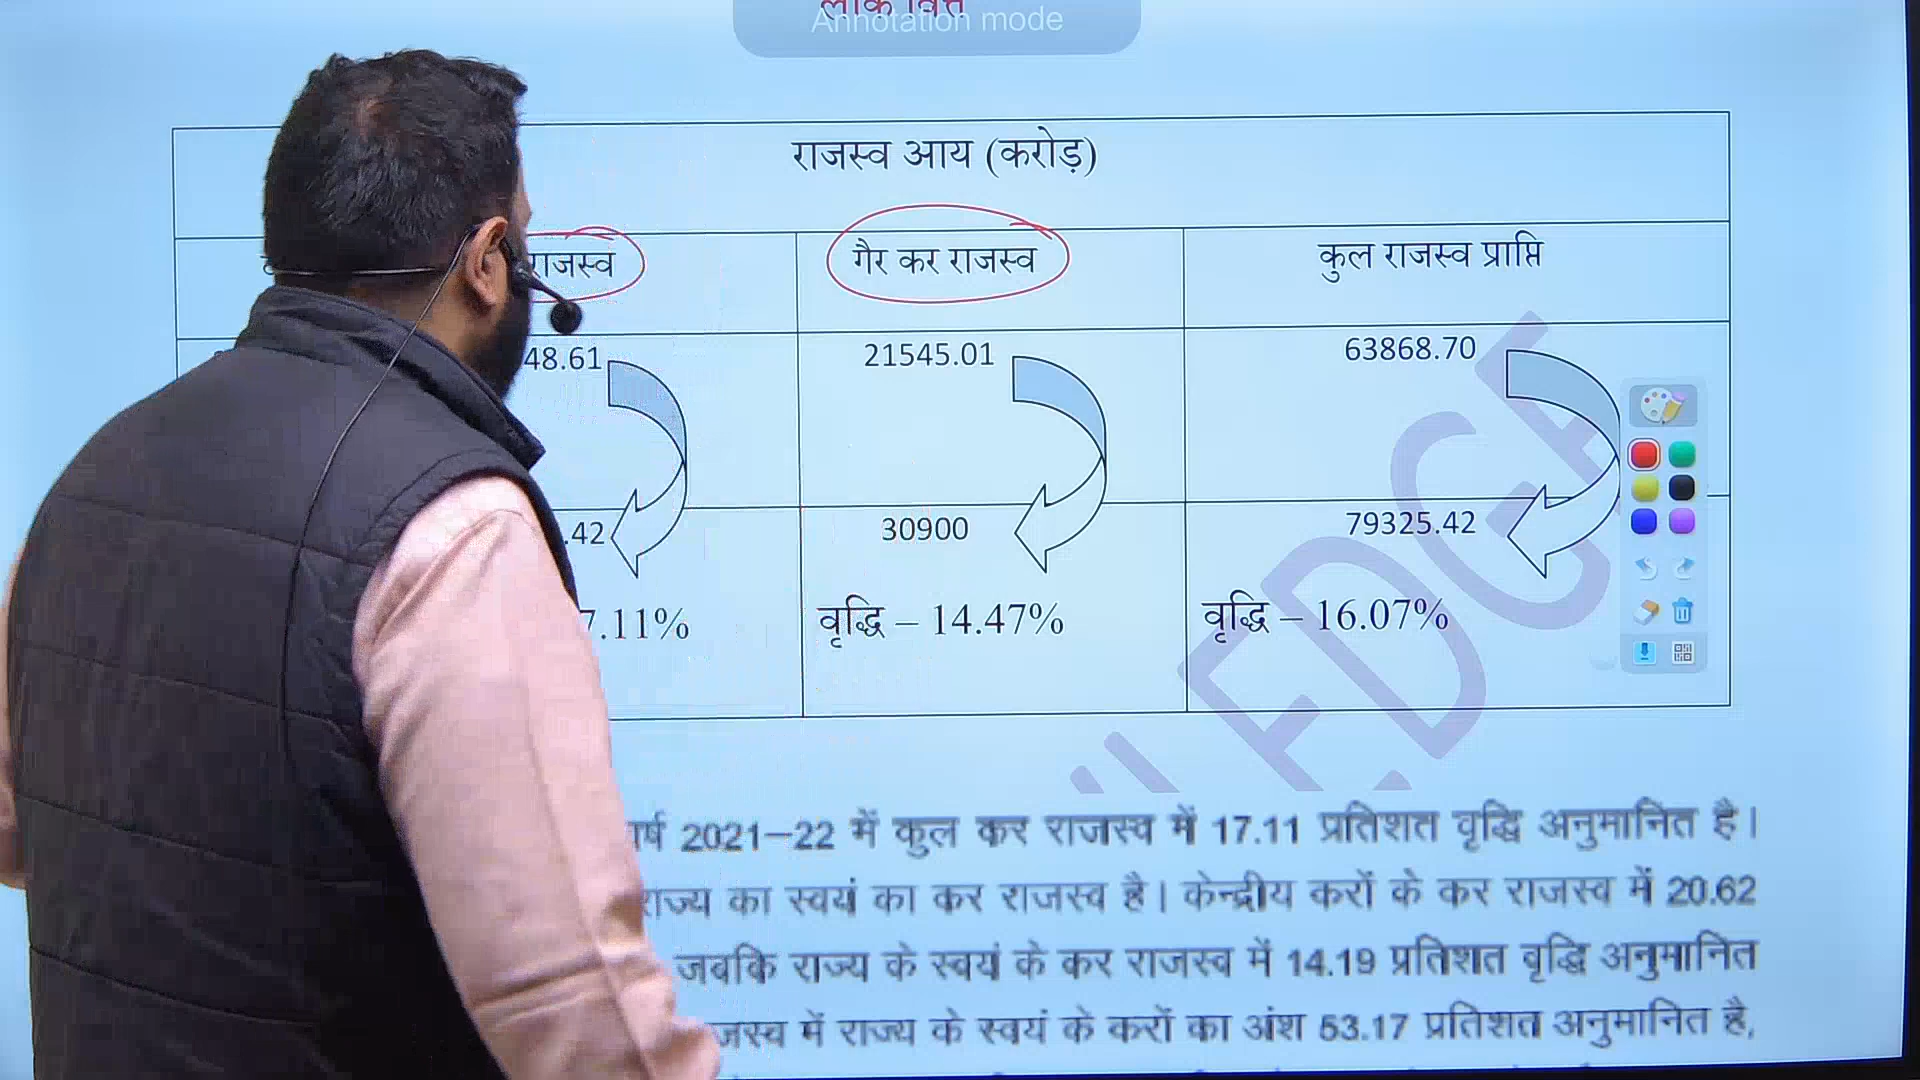 लोक वित्त
Annotation mode
राजस्व आय (करोड़)
राजस्व गैर कर राजस्व कुल राजस्व प्राप्ति
48.61 21545.01 63868.70
.42 30900 79325.42
7.11% वृद्धि – 14.47% वृद्धि – 16.07%
EDGE
वर्ष 2021–22 में कुल कर राजस्व में 17.11 प्रतिशत वृद्धि अनुमानित है।
राज्य का स्वयं का कर राजस्व है। केन्द्रीय करों के कर राजस्व में 20.62
जबकि राज्य के स्वयं के कर राजस्व में 14.19 प्रतिशत वृद्धि अनुमानित
जस्व में राज्य के स्वयं के करों का अंश 53.17 प्रतिशत अनुमानित है,